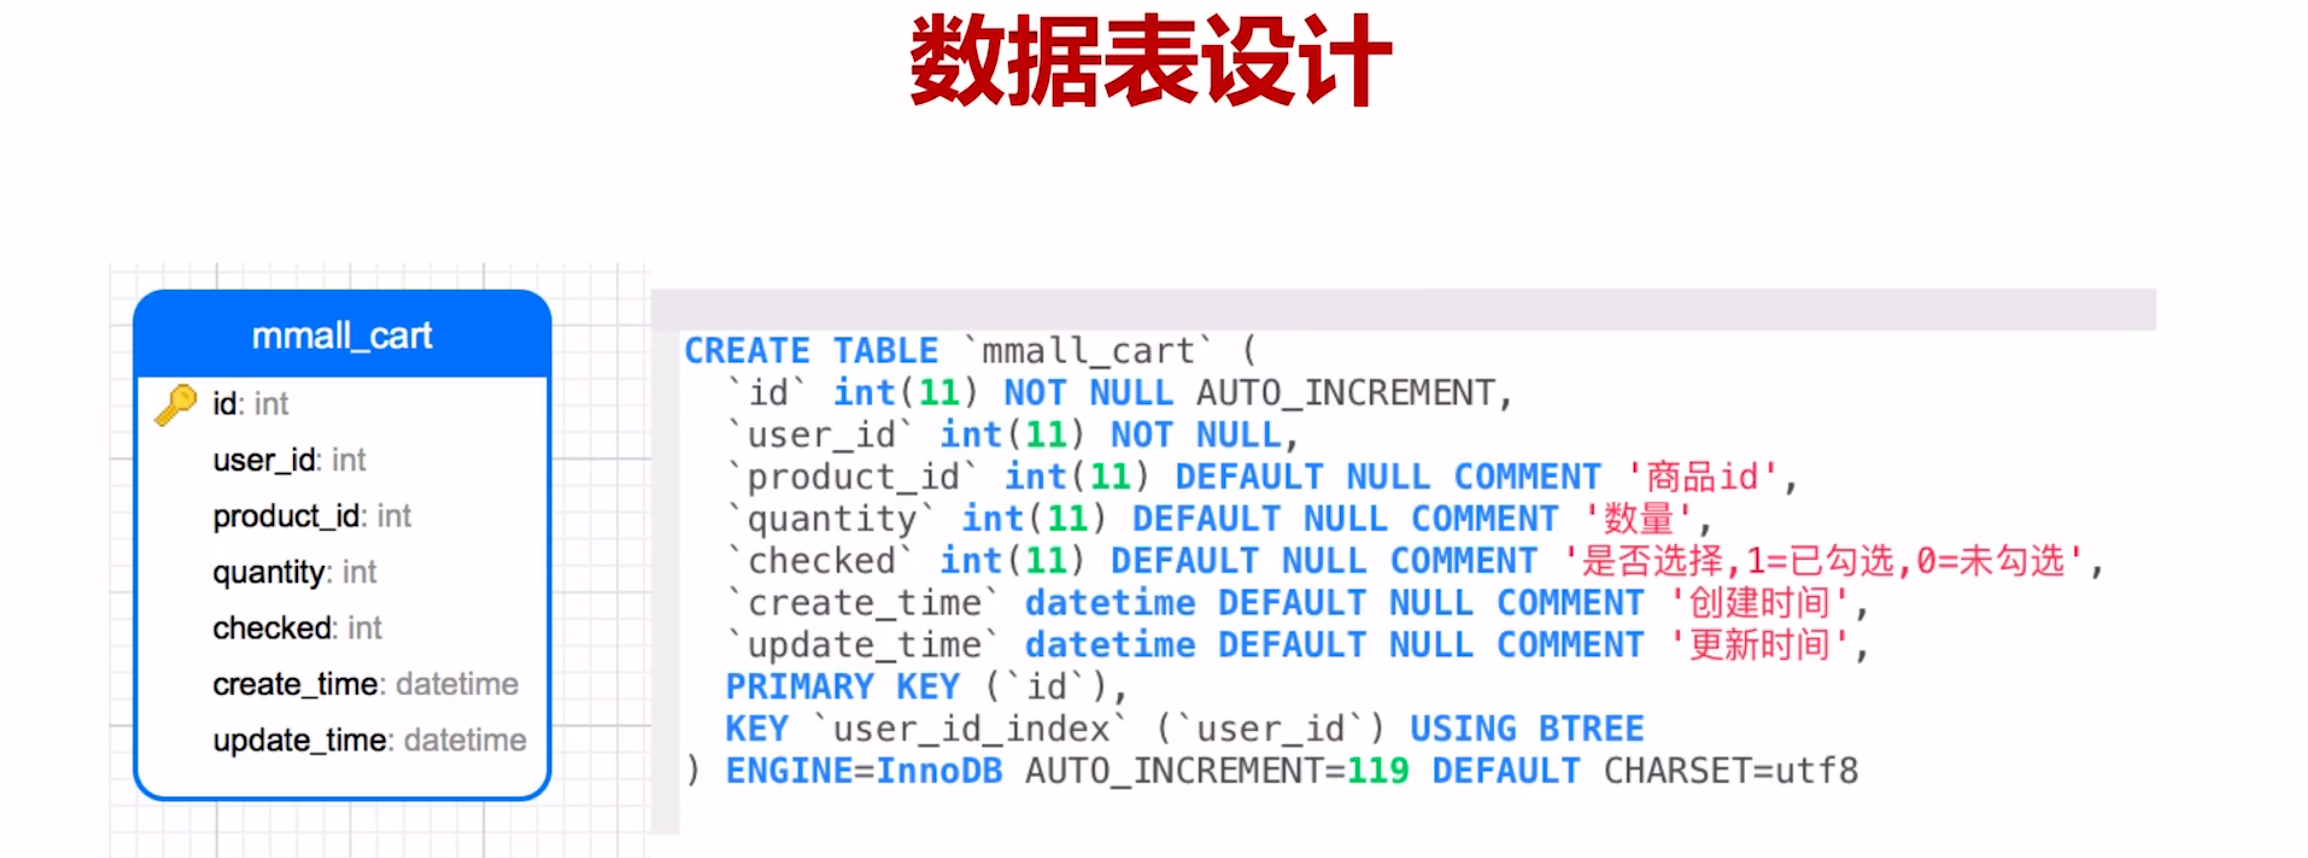 数据表设计
mmall_cart
id: int
user_id: int
product_id: int
quantity: int
checked: int
create_time: datetime
update_time: datetime
CREATE TABLE `mmall_cart` (
  `id` int(11) NOT NULL AUTO_INCREMENT,
  `user_id` int(11) NOT NULL,
  `product_id` int(11) DEFAULT NULL COMMENT '商品id',
  `quantity` int(11) DEFAULT NULL COMMENT '数量',
  `checked` int(11) DEFAULT NULL COMMENT '是否选择,1=已勾选,0=未勾选',
  `create_time` datetime DEFAULT NULL COMMENT '创建时间',
  `update_time` datetime DEFAULT NULL COMMENT '更新时间',
  PRIMARY KEY (`id`),
  KEY `user_id_index` (`user_id`) USING BTREE
) ENGINE=InnoDB AUTO_INCREMENT=119 DEFAULT CHARSET=utf8